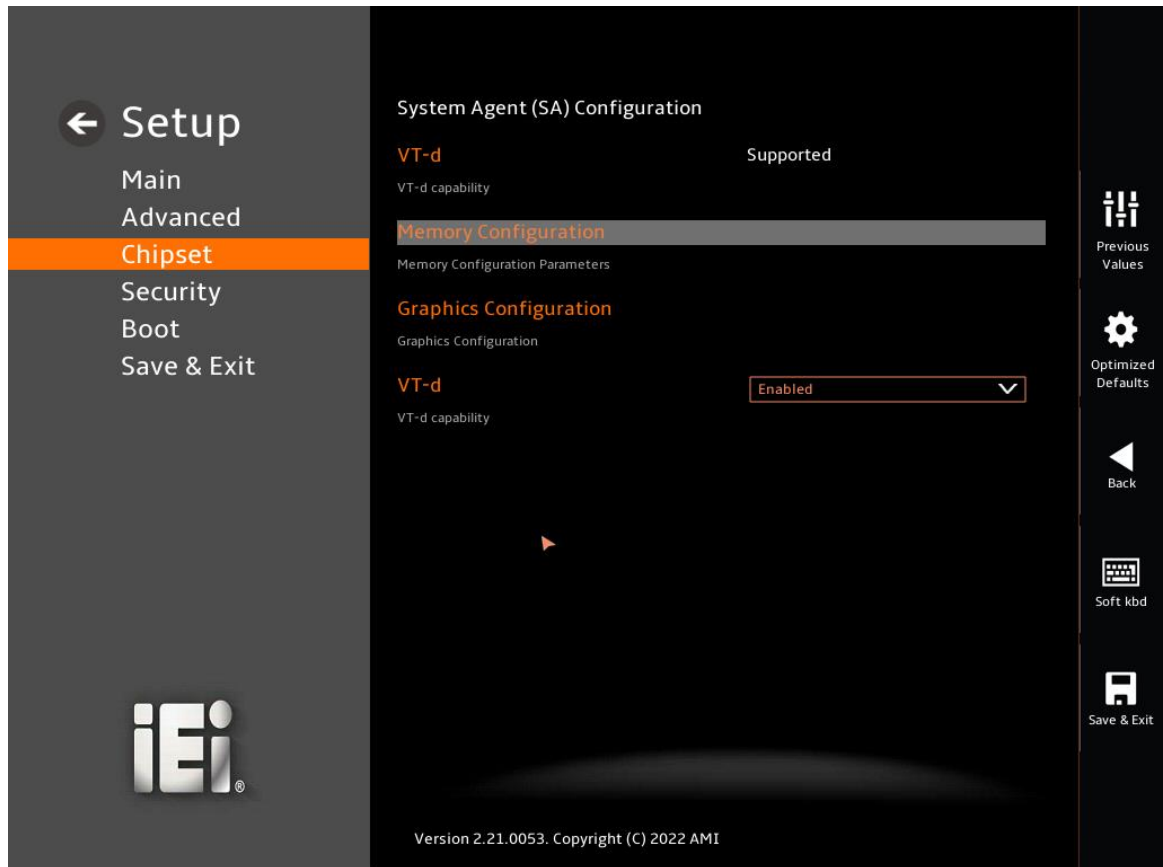 Setup
Main
Advanced
Chipset
Security
Boot
Save & Exit
iEi®
System Agent (SA) Configuration
VT-d Supported
VT-d capability
Memory Configuration
Memory Configuration Parameters
Graphics Configuration
Graphics Configuration
VT-d Enabled
VT-d capability
Version 2.21.0053. Copyright (C) 2022 AMI
Previous
Values
Optimized
Defaults
Back
Soft kbd
Save & Exit